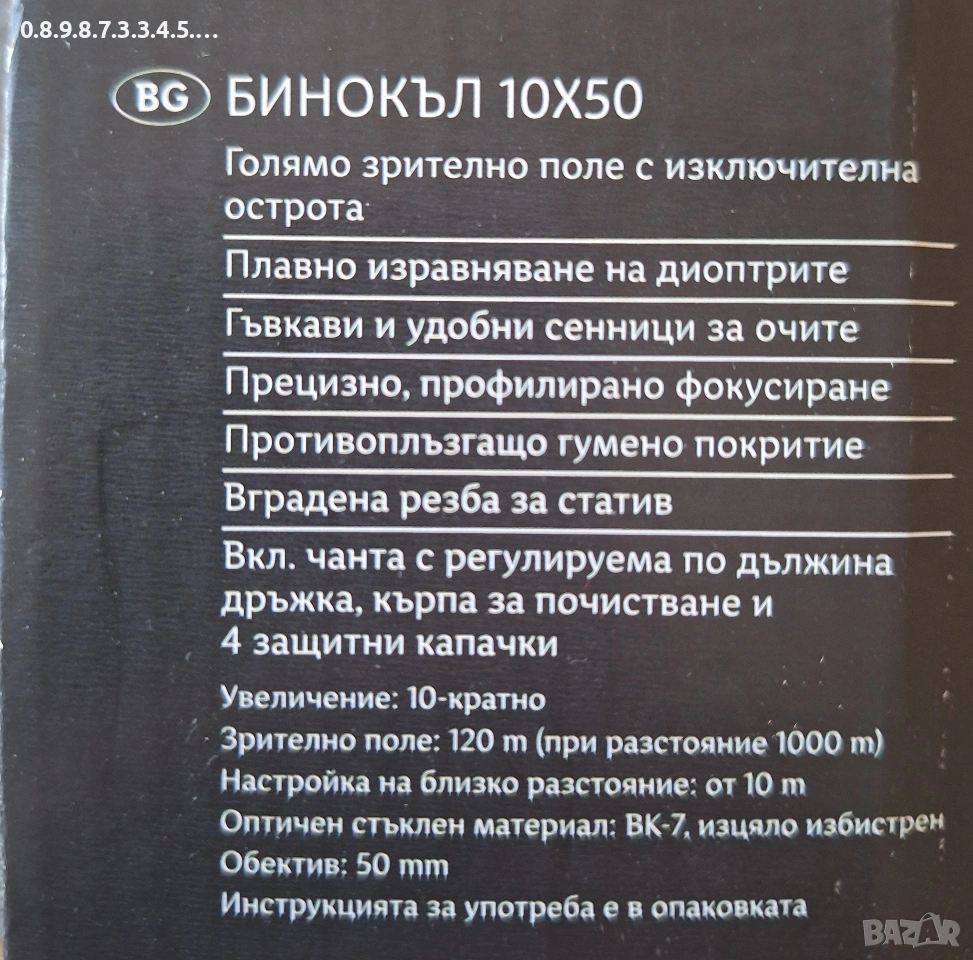 0.8.9.8.7.3.3.4.5....
BG БИНОКЪЛ 10X50
Голямо зрително поле с изключителна
острота
Плавно изравняване на диоптрите
Гъвкави и удобни сенници за очите
Прецизно, профилирано фокусиране
Противоплъзгащо гумено покритие
Вградена резба за статив
Вкл. чанта с регулируема по дължина
дръжка, кърпа за почистване и
4 защитни капачки
Увеличение: 10-кратно
Зрително поле: 120 m (при разстояние 1000 m)
Настройка на близко разстояние: от 10 m
Оптичен стъклен материал: BK-7, изцяло избистрен
Обектив: 50 mm
Инструкцията за употреба е в опаковката
BAZAR